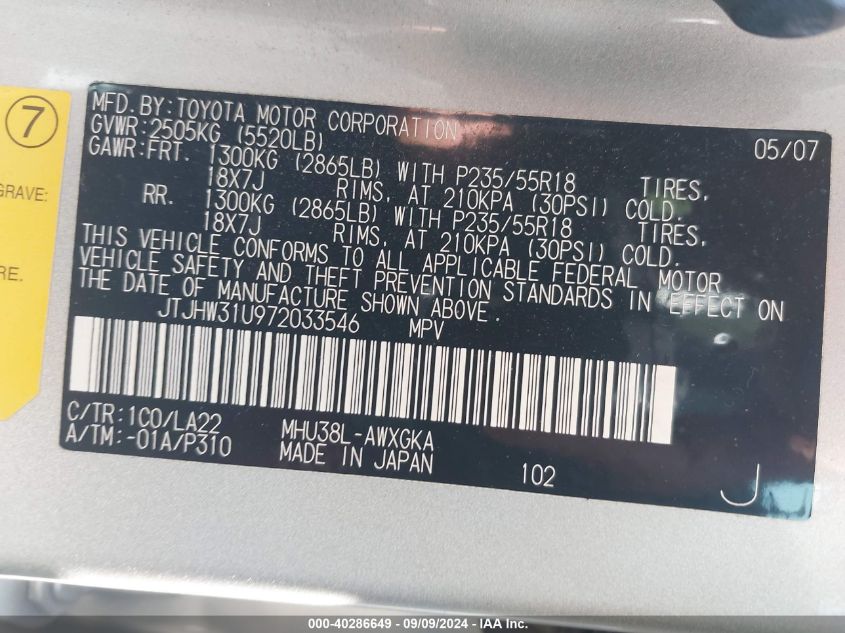 7
GRAVE:
RE.
MFD. BY: TOYOTA MOTOR CORPORATION 05/07
GVWR: 2505KG (5520LB)
GAWR: FRT. 1300KG (2865LB) WITH P235/55R18 TIRES,
18X7J RIMS, AT 210KPA (30PSI) COLD.
RR. 1300KG (2865LB) WITH P235/55R18 TIRES,
18X7J RIMS, AT 210KPA (30PSI) COLD.
THIS VEHICLE CONFORMS TO ALL APPLICABLE FEDERAL MOTOR
VEHICLE SAFETY AND THEFT PREVENTION STANDARDS IN EFFECT ON
THE DATE OF MANUFACTURE SHOWN ABOVE.
JTJHW31U972033546 MPV
C/TR: 1C0/LA22 MHU38L-AWXGKA
A/TM: -01A/P310 MADE IN JAPAN 102 J
000-40286649 - 09/09/2024 - IAA Inc.